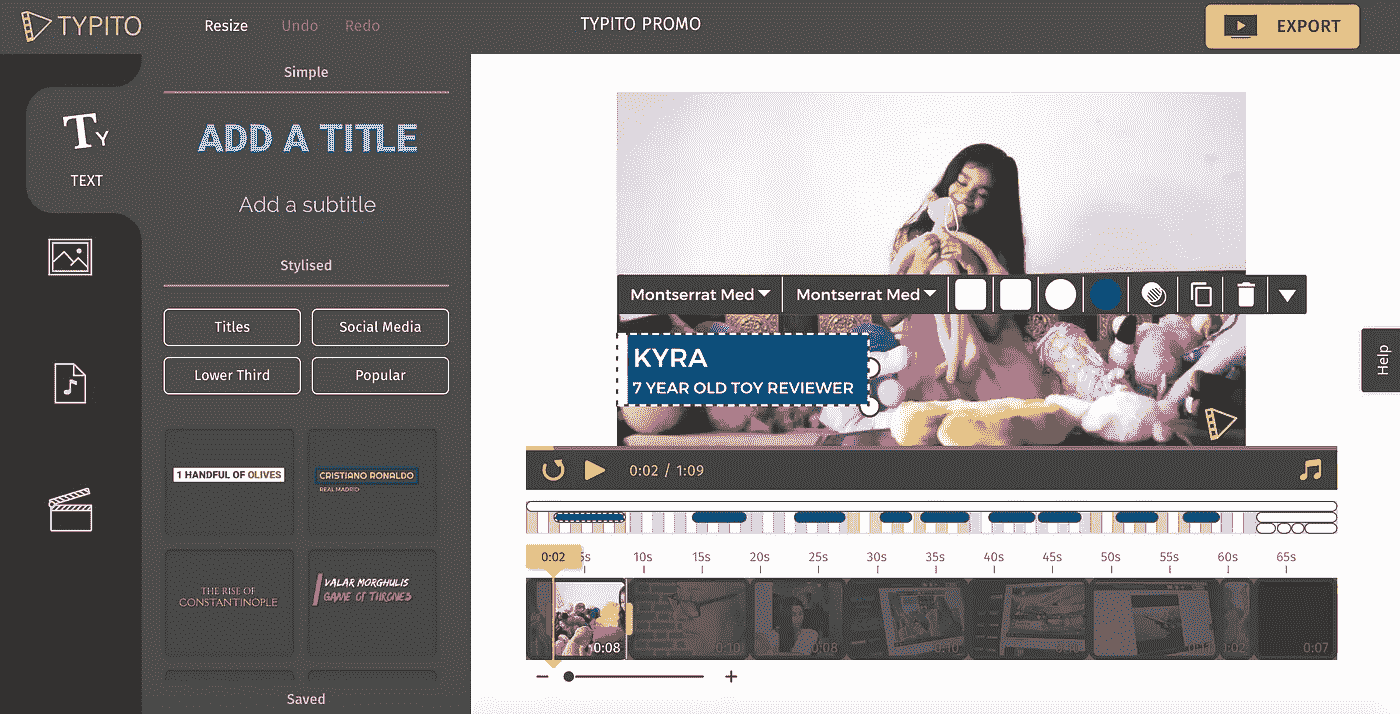 TYPITO
Resize
Undo
Redo
TYPITO PROMO
EXPORT
Simple
TY
TEXT
ADD A TITLE
Add a subtitle
Stylised
Titles
Social Media
Lower Third
Popular
1 HANDFUL OF OLIVES
CRISTIANO RONALDO
REAL MADRID
THE RISE OF
CONSTANTINOPLE
VALAR MORGHULIS
GAME OF THRONES
Saved
Montserrat Med
Montserrat Med
KYRA
7 YEAR OLD TOY REVIEWER
Help
0:02 / 1:09
0:02
5s
10s
15s
20s
25s
30s
35s
40s
45s
50s
55s
60s
65s
0:08
0:10
0:08
0:10
0:02
0:07